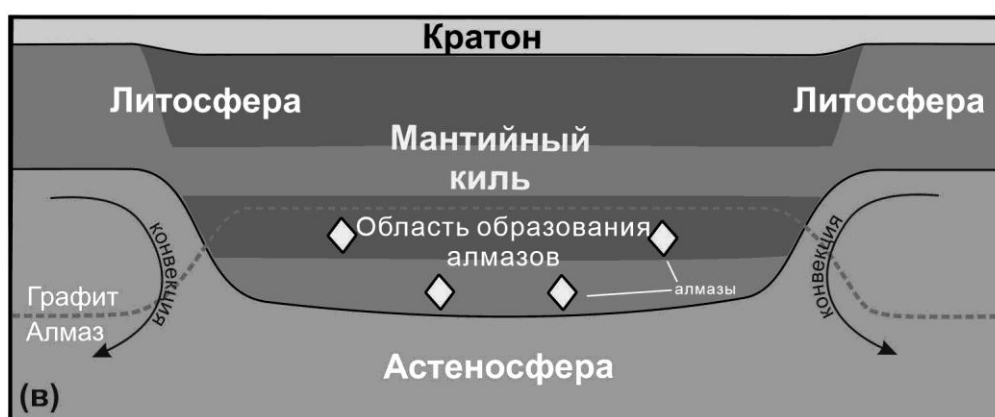 Кратон
Литосфера
Литосфера
Мантийный
киль
конвекция
Область образования
алмазов
конвекция
алмазы
Графит
Алмаз
Астеносфера
(в)